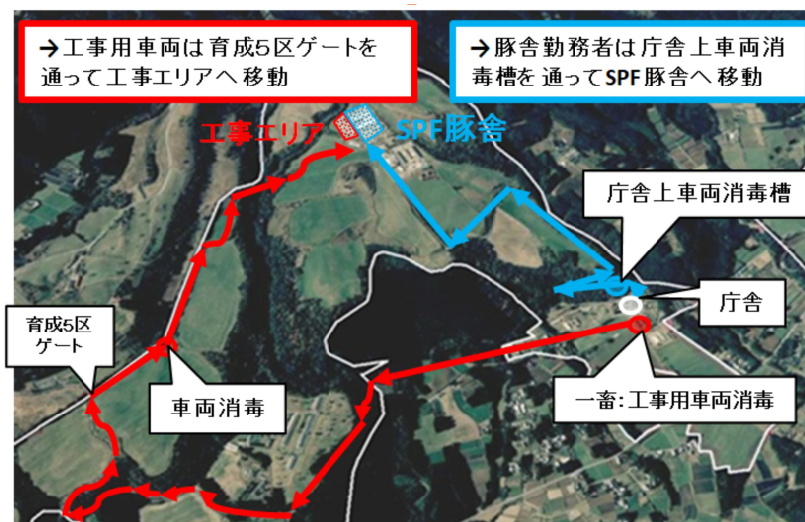 →工事用車両は育成5区ゲートを
通って工事エリアへ移動
→豚舎勤務者は庁舎上車両消
毒槽を通ってSPF豚舎へ移動
工事エリア
SPF豚舎
庁舎上車両消毒槽
庁舎
育成5区
ゲート
車両消毒
一畜:工事用車両消毒